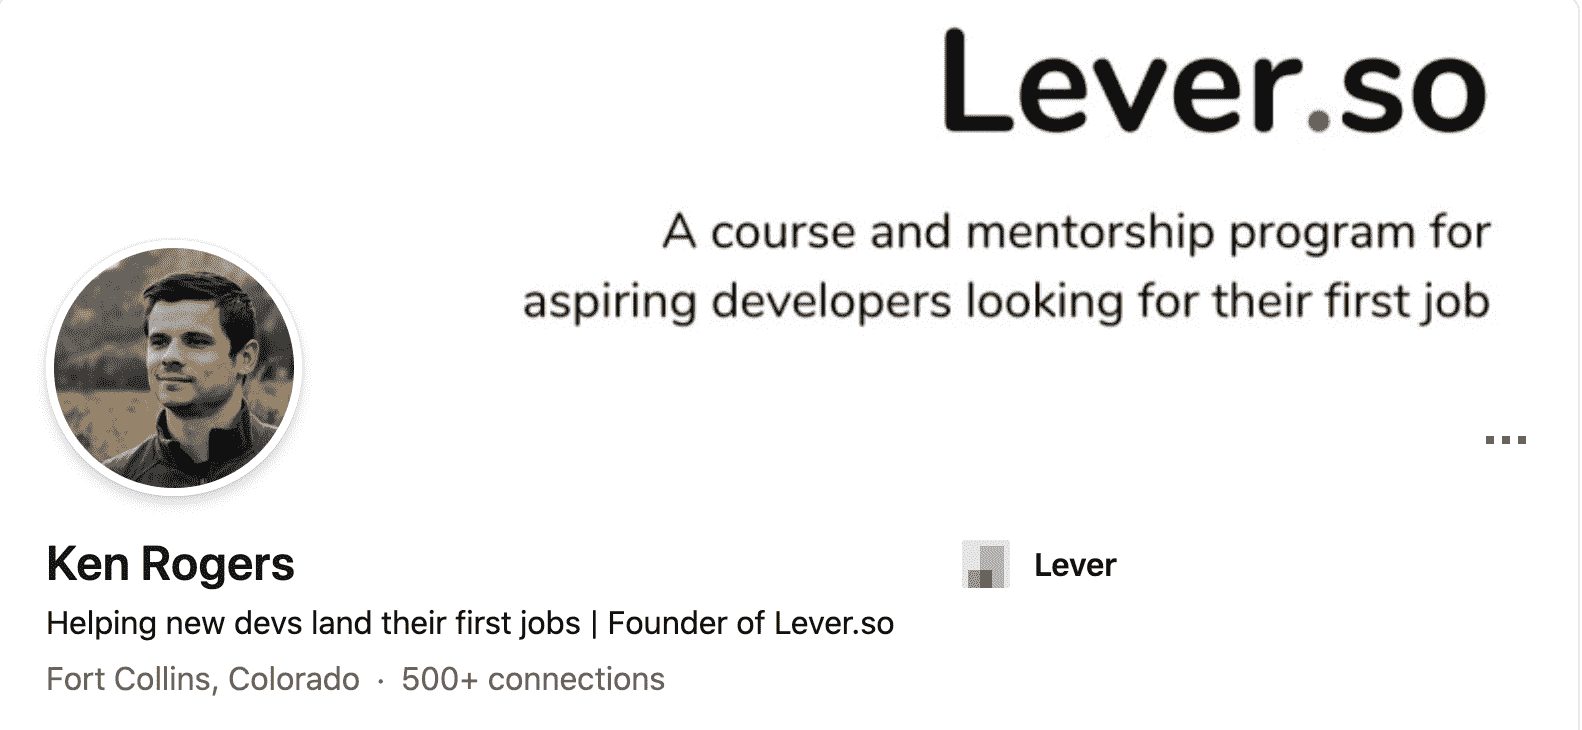 Lever.so
A course and mentorship program for
aspiring developers looking for their first job
Ken Rogers
Lever
Helping new devs land their first jobs | Founder of Lever.so
Fort Collins, Colorado · 500+ connections